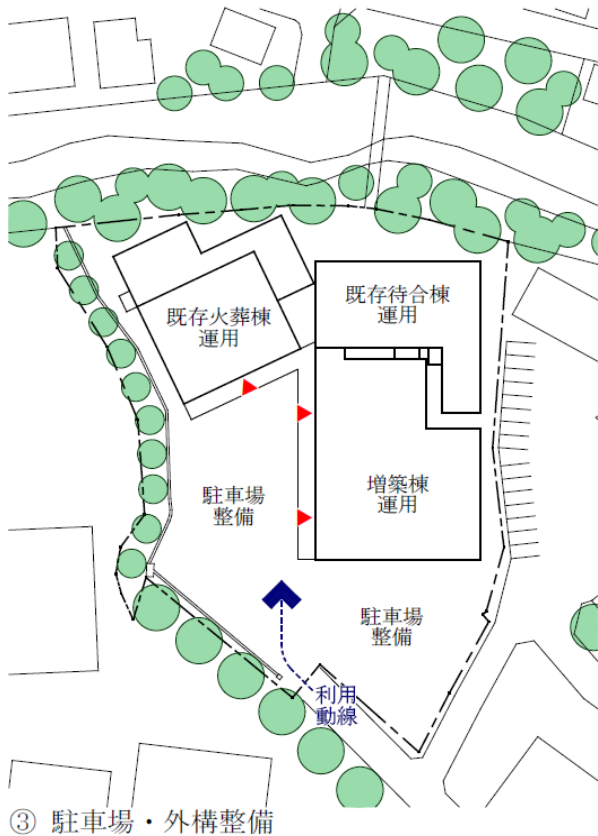 既存火葬棟
運用
既存待合棟
運用
増築棟
運用
駐車場
整備
駐車場
整備
利用
動線
③ 駐車場・外構整備